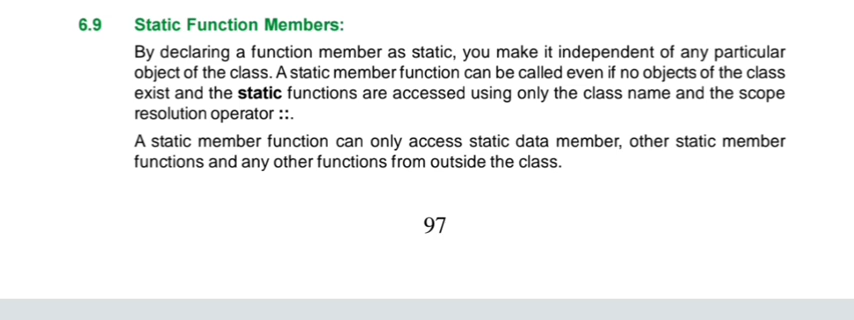 6.9 Static Function Members:
By declaring a function member as static, you make it independent of any particular
object of the class. A static member function can be called even if no objects of the class
exist and the static functions are accessed using only the class name and the scope
resolution operator ::.
A static member function can only access static data member, other static member
functions and any other functions from outside the class.
97